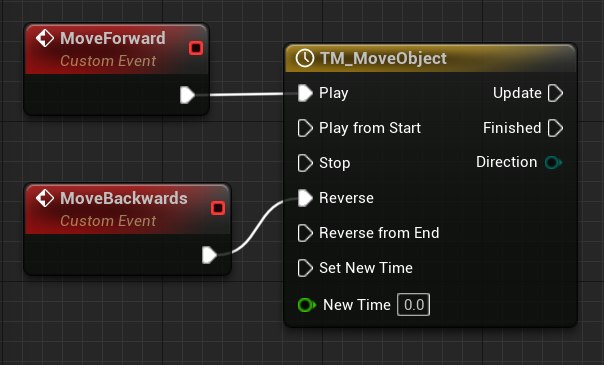 MoveForward
Custom Event
MoveBackwards
Custom Event
TM_MoveObject
Play
Update
Play from Start
Finished
Stop
Direction
Reverse
Reverse from End
Set New Time
New Time 0.0